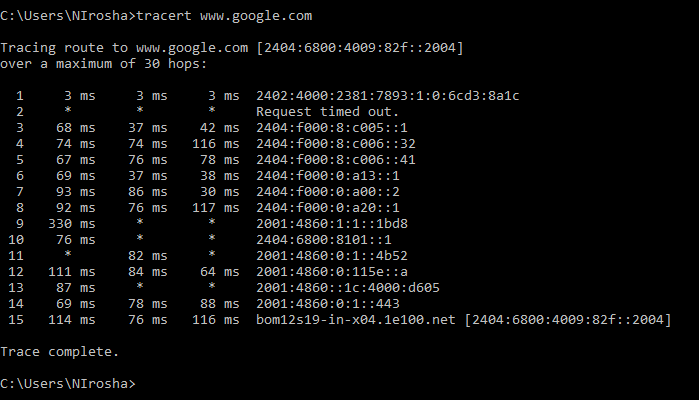 C:\Users\NIrosha>tracert www.google.com
Tracing route to www.google.com [2404:6800:4009:82f::2004]
over a maximum of 30 hops:
1 3 ms 3 ms 3 ms 2402:4000:2381:7893:1:0:6cd3:8a1c
2 * * * Request timed out.
3 68 ms 37 ms 42 ms 2404:f000:8:c005::1
4 74 ms 74 ms 116 ms 2404:f000:8:c006::32
5 67 ms 76 ms 78 ms 2404:f000:8:c006::41
6 69 ms 37 ms 38 ms 2404:f000:0:a13::1
7 93 ms 86 ms 30 ms 2404:f000:0:a00::2
8 92 ms 76 ms 117 ms 2404:f000:0:a20::1
9 330 ms * * 2001:4860:1:1::1bd8
10 76 ms * * 2404:6800:8101::1
11 * 82 ms * 2001:4860:0:1::4b52
12 111 ms 84 ms 64 ms 2001:4860:0:115e::a
13 87 ms * * 2001:4860::1c:4000:d605
14 69 ms 78 ms 88 ms 2001:4860:0:1::443
15 114 ms 76 ms 116 ms bom12s19-in-x04.1e100.net [2404:6800:4009:82f::2004]
Trace complete.
C:\Users\NIrosha>